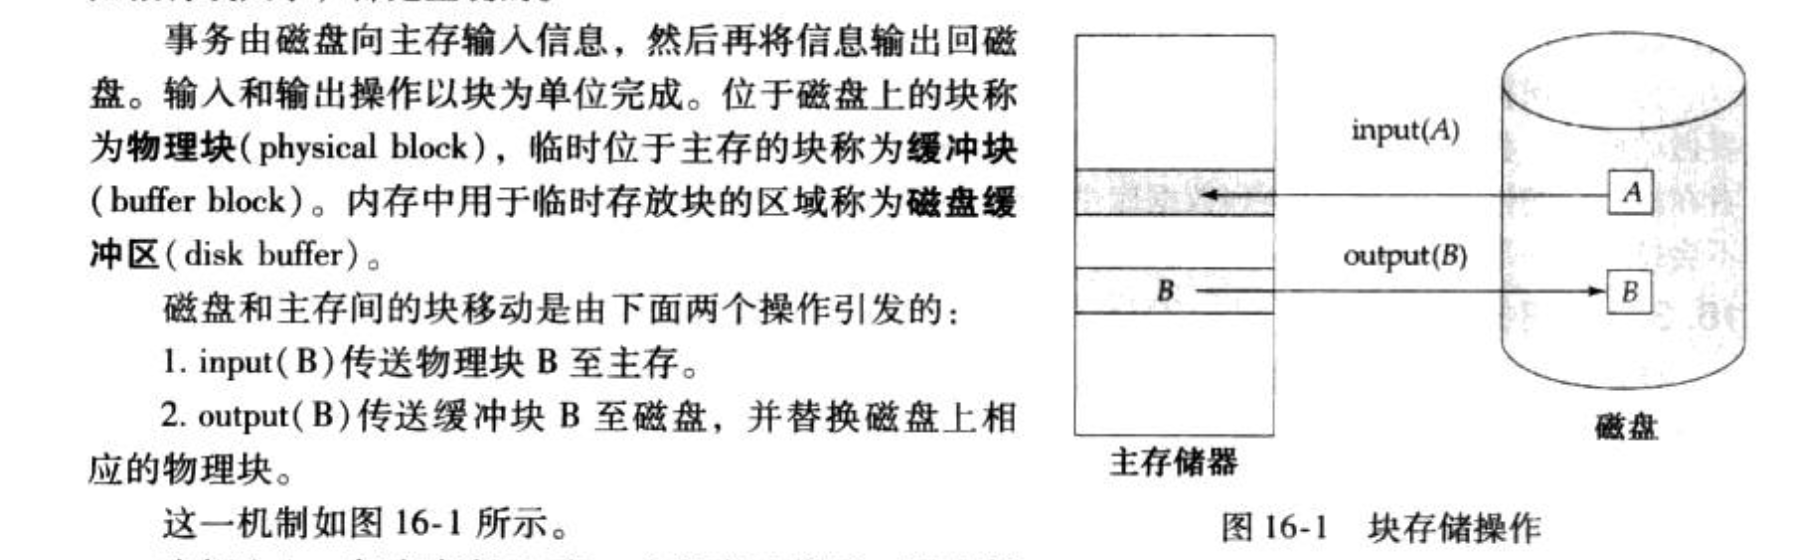 事务由磁盘向主存输入信息，然后再将信息输出回磁
盘。输入和输出操作以块为单位完成。位于磁盘上的块称
为物理块(physical block)，临时位于主存的块称为缓冲块
(buffer block)。内存中用于临时存放块的区域称为磁盘缓
冲区(disk buffer)。
磁盘和主存间的块移动是由下面两个操作引发的：
1. input(B)传送物理块 B 至主存。
2. output(B)传送缓冲块 B 至磁盘，并替换磁盘上相
应的物理块。
这一机制如图 16-1 所示。
input(A)
A
output(B)
B
B
磁盘
主存储器
图 16-1 块存储操作